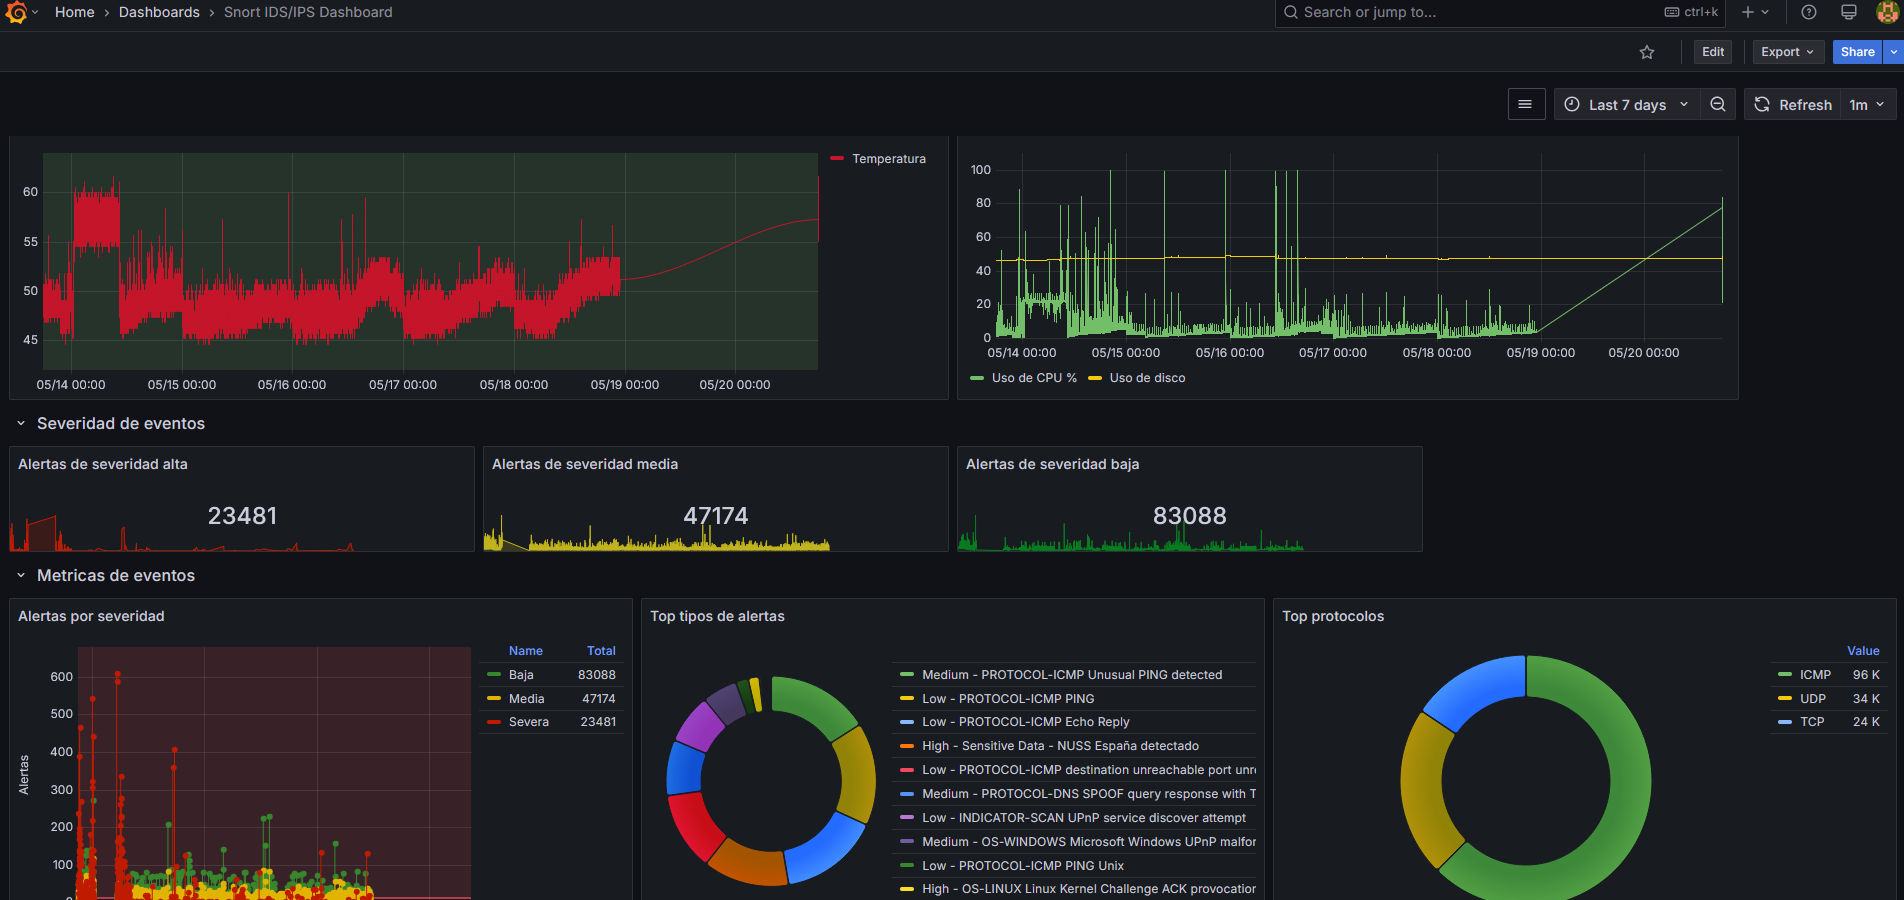 Home › Dashboards › Snort IDS/IPS Dashboard
Search or jump to... ctrl+k
Edit Export Share
Last 7 days Refresh 1m
60
55
50
45
05/14 00:00 05/15 00:00 05/16 00:00 05/17 00:00 05/18 00:00 05/19 00:00 05/20 00:00
Temperatura
100
80
60
40
20
0
05/14 00:00 05/15 00:00 05/16 00:00 05/17 00:00 05/18 00:00 05/19 00:00 05/20 00:00
Uso de CPU % Uso de disco
Severidad de eventos
Alertas de severidad alta
23481
Alertas de severidad media
47174
Alertas de severidad baja
83088
Metricas de eventos
Alertas por severidad
Alertas
600
500
400
300
200
100
0
Name Total
Baja 83088
Media 47174
Severa 23481
Top tipos de alertas
Medium - PROTOCOL-ICMP Unusual PING detected
Low - PROTOCOL-ICMP PING
Low - PROTOCOL-ICMP Echo Reply
High - Sensitive Data - NUSS España detectado
Low - PROTOCOL-ICMP destination unreachable port unre
Medium - PROTOCOL-DNS SPOOF query response with T
Low - INDICATOR-SCAN UPnP service discover attempt
Medium - OS-WINDOWS Microsoft Windows UPnP malfor
Low - PROTOCOL-ICMP PING Unix
High - OS-LINUX Linux Kernel Challenge ACK provocation
Top protocolos
Value
ICMP 96 K
UDP 34 K
TCP 24 K